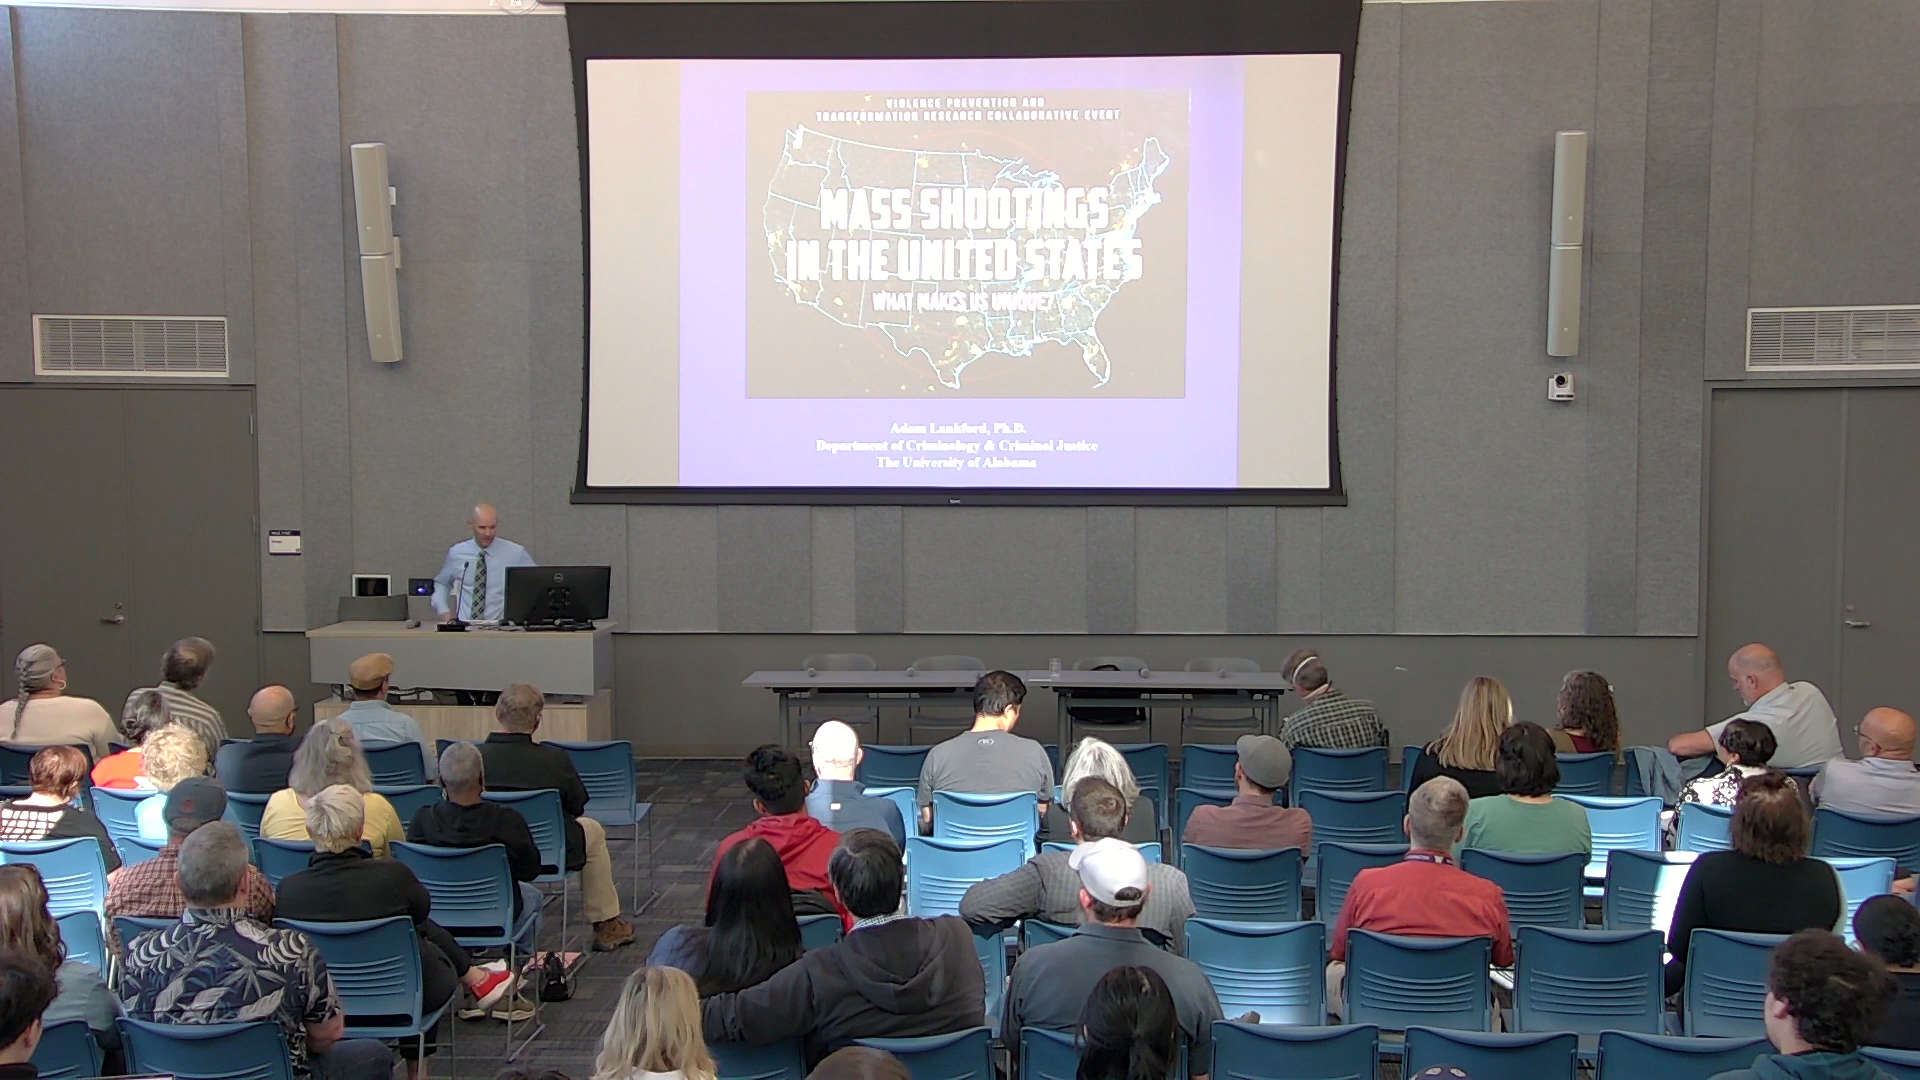 VIOLENCE PREVENTION AND
TRANSFORMATION RESEARCH COLLABORATIVE EVENT
MASS SHOOTINGS
IN THE UNITED STATES
WHAT MAKES US UNIQUE?
Adam Lankford, Ph.D.
Department of Criminology & Criminal Justice
The University of Alabama
DELL